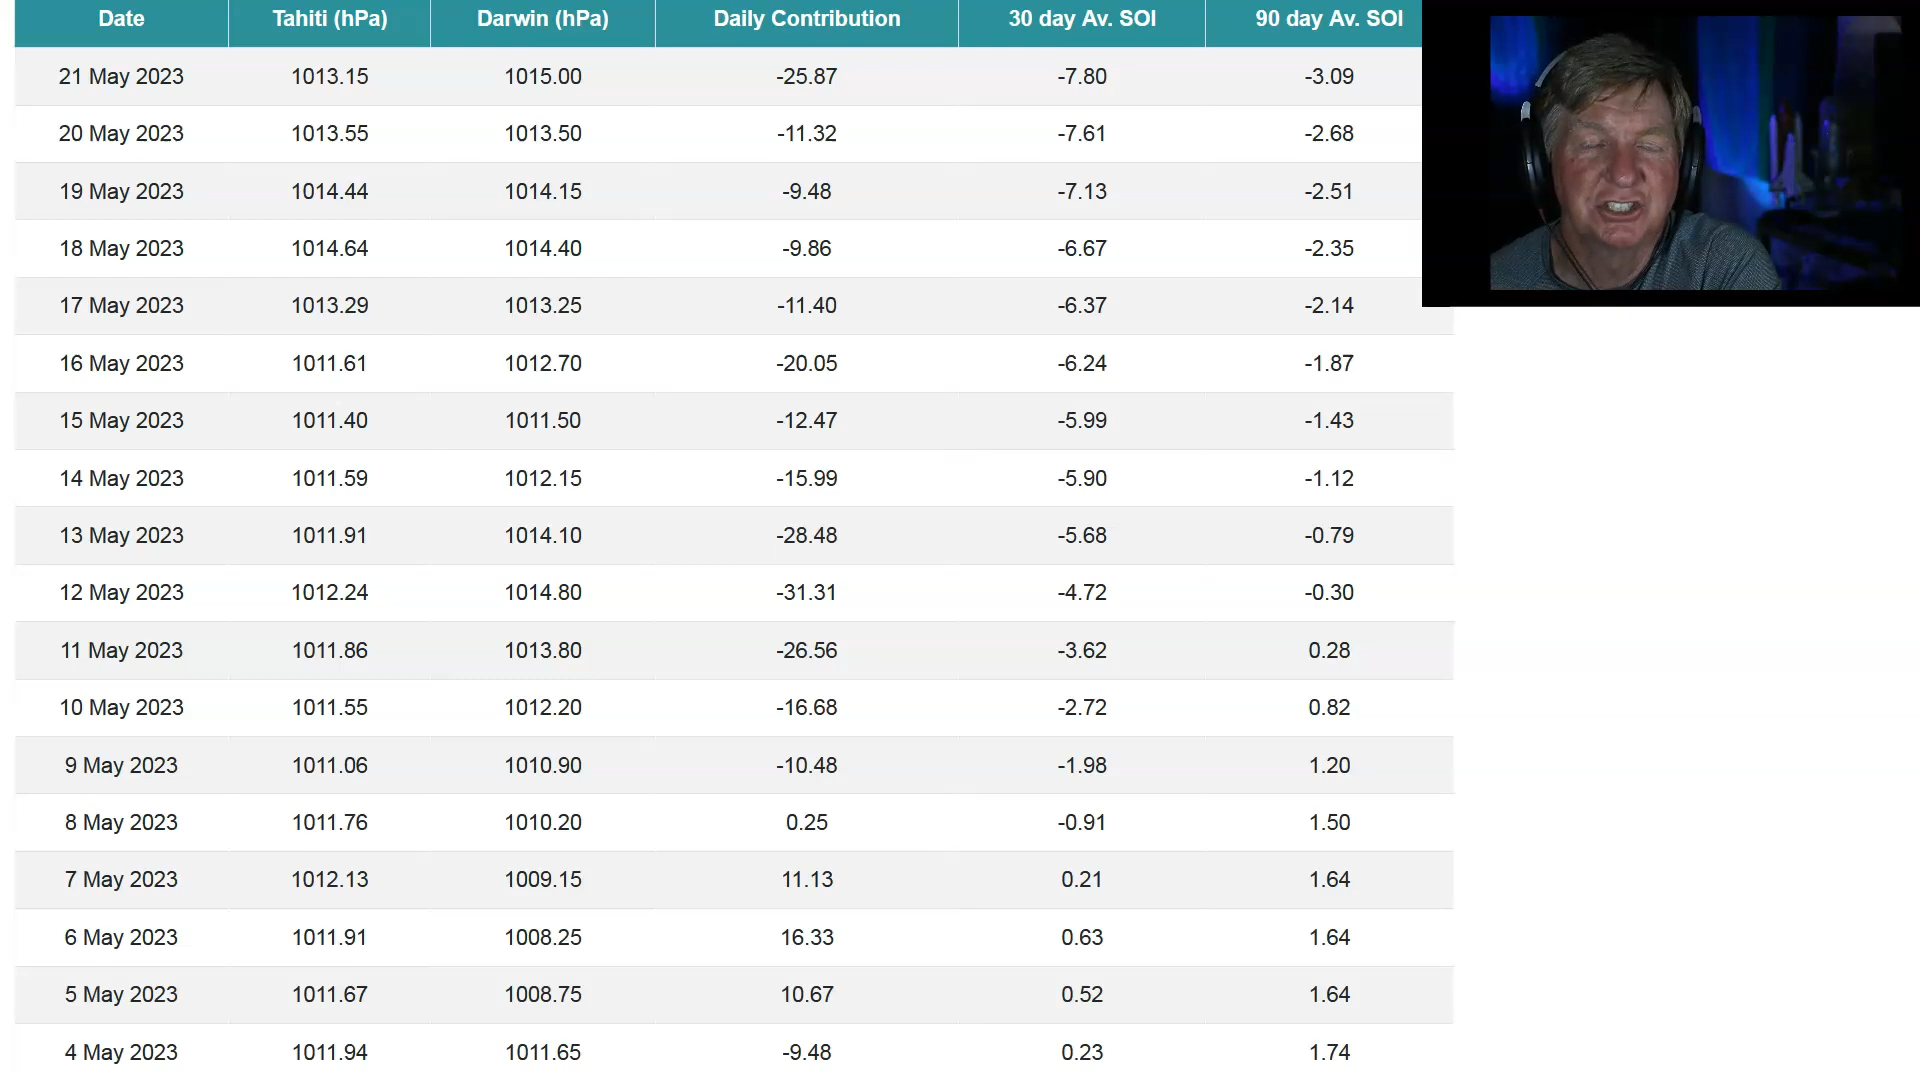 Date Tahiti (hPa) Darwin (hPa) Daily Contribution 30 day Av. SOI 90 day Av. SOI
21 May 2023 1013.15 1015.00 -25.87 -7.80 -3.09
20 May 2023 1013.55 1013.50 -11.32 -7.61 -2.68
19 May 2023 1014.44 1014.15 -9.48 -7.13 -2.51
18 May 2023 1014.64 1014.40 -9.86 -6.67 -2.35
17 May 2023 1013.29 1013.25 -11.40 -6.37 -2.14
16 May 2023 1011.61 1012.70 -20.05 -6.24 -1.87
15 May 2023 1011.40 1011.50 -12.47 -5.99 -1.43
14 May 2023 1011.59 1012.15 -15.99 -5.90 -1.12
13 May 2023 1011.91 1014.10 -28.48 -5.68 -0.79
12 May 2023 1012.24 1014.80 -31.31 -4.72 -0.30
11 May 2023 1011.86 1013.80 -26.56 -3.62 0.28
10 May 2023 1011.55 1012.20 -16.68 -2.72 0.82
9 May 2023 1011.06 1010.90 -10.48 -1.98 1.20
8 May 2023 1011.76 1010.20 0.25 -0.91 1.50
7 May 2023 1012.13 1009.15 11.13 0.21 1.64
6 May 2023 1011.91 1008.25 16.33 0.63 1.64
5 May 2023 1011.67 1008.75 10.67 0.52 1.64
4 May 2023 1011.94 1011.65 -9.48 0.23 1.74